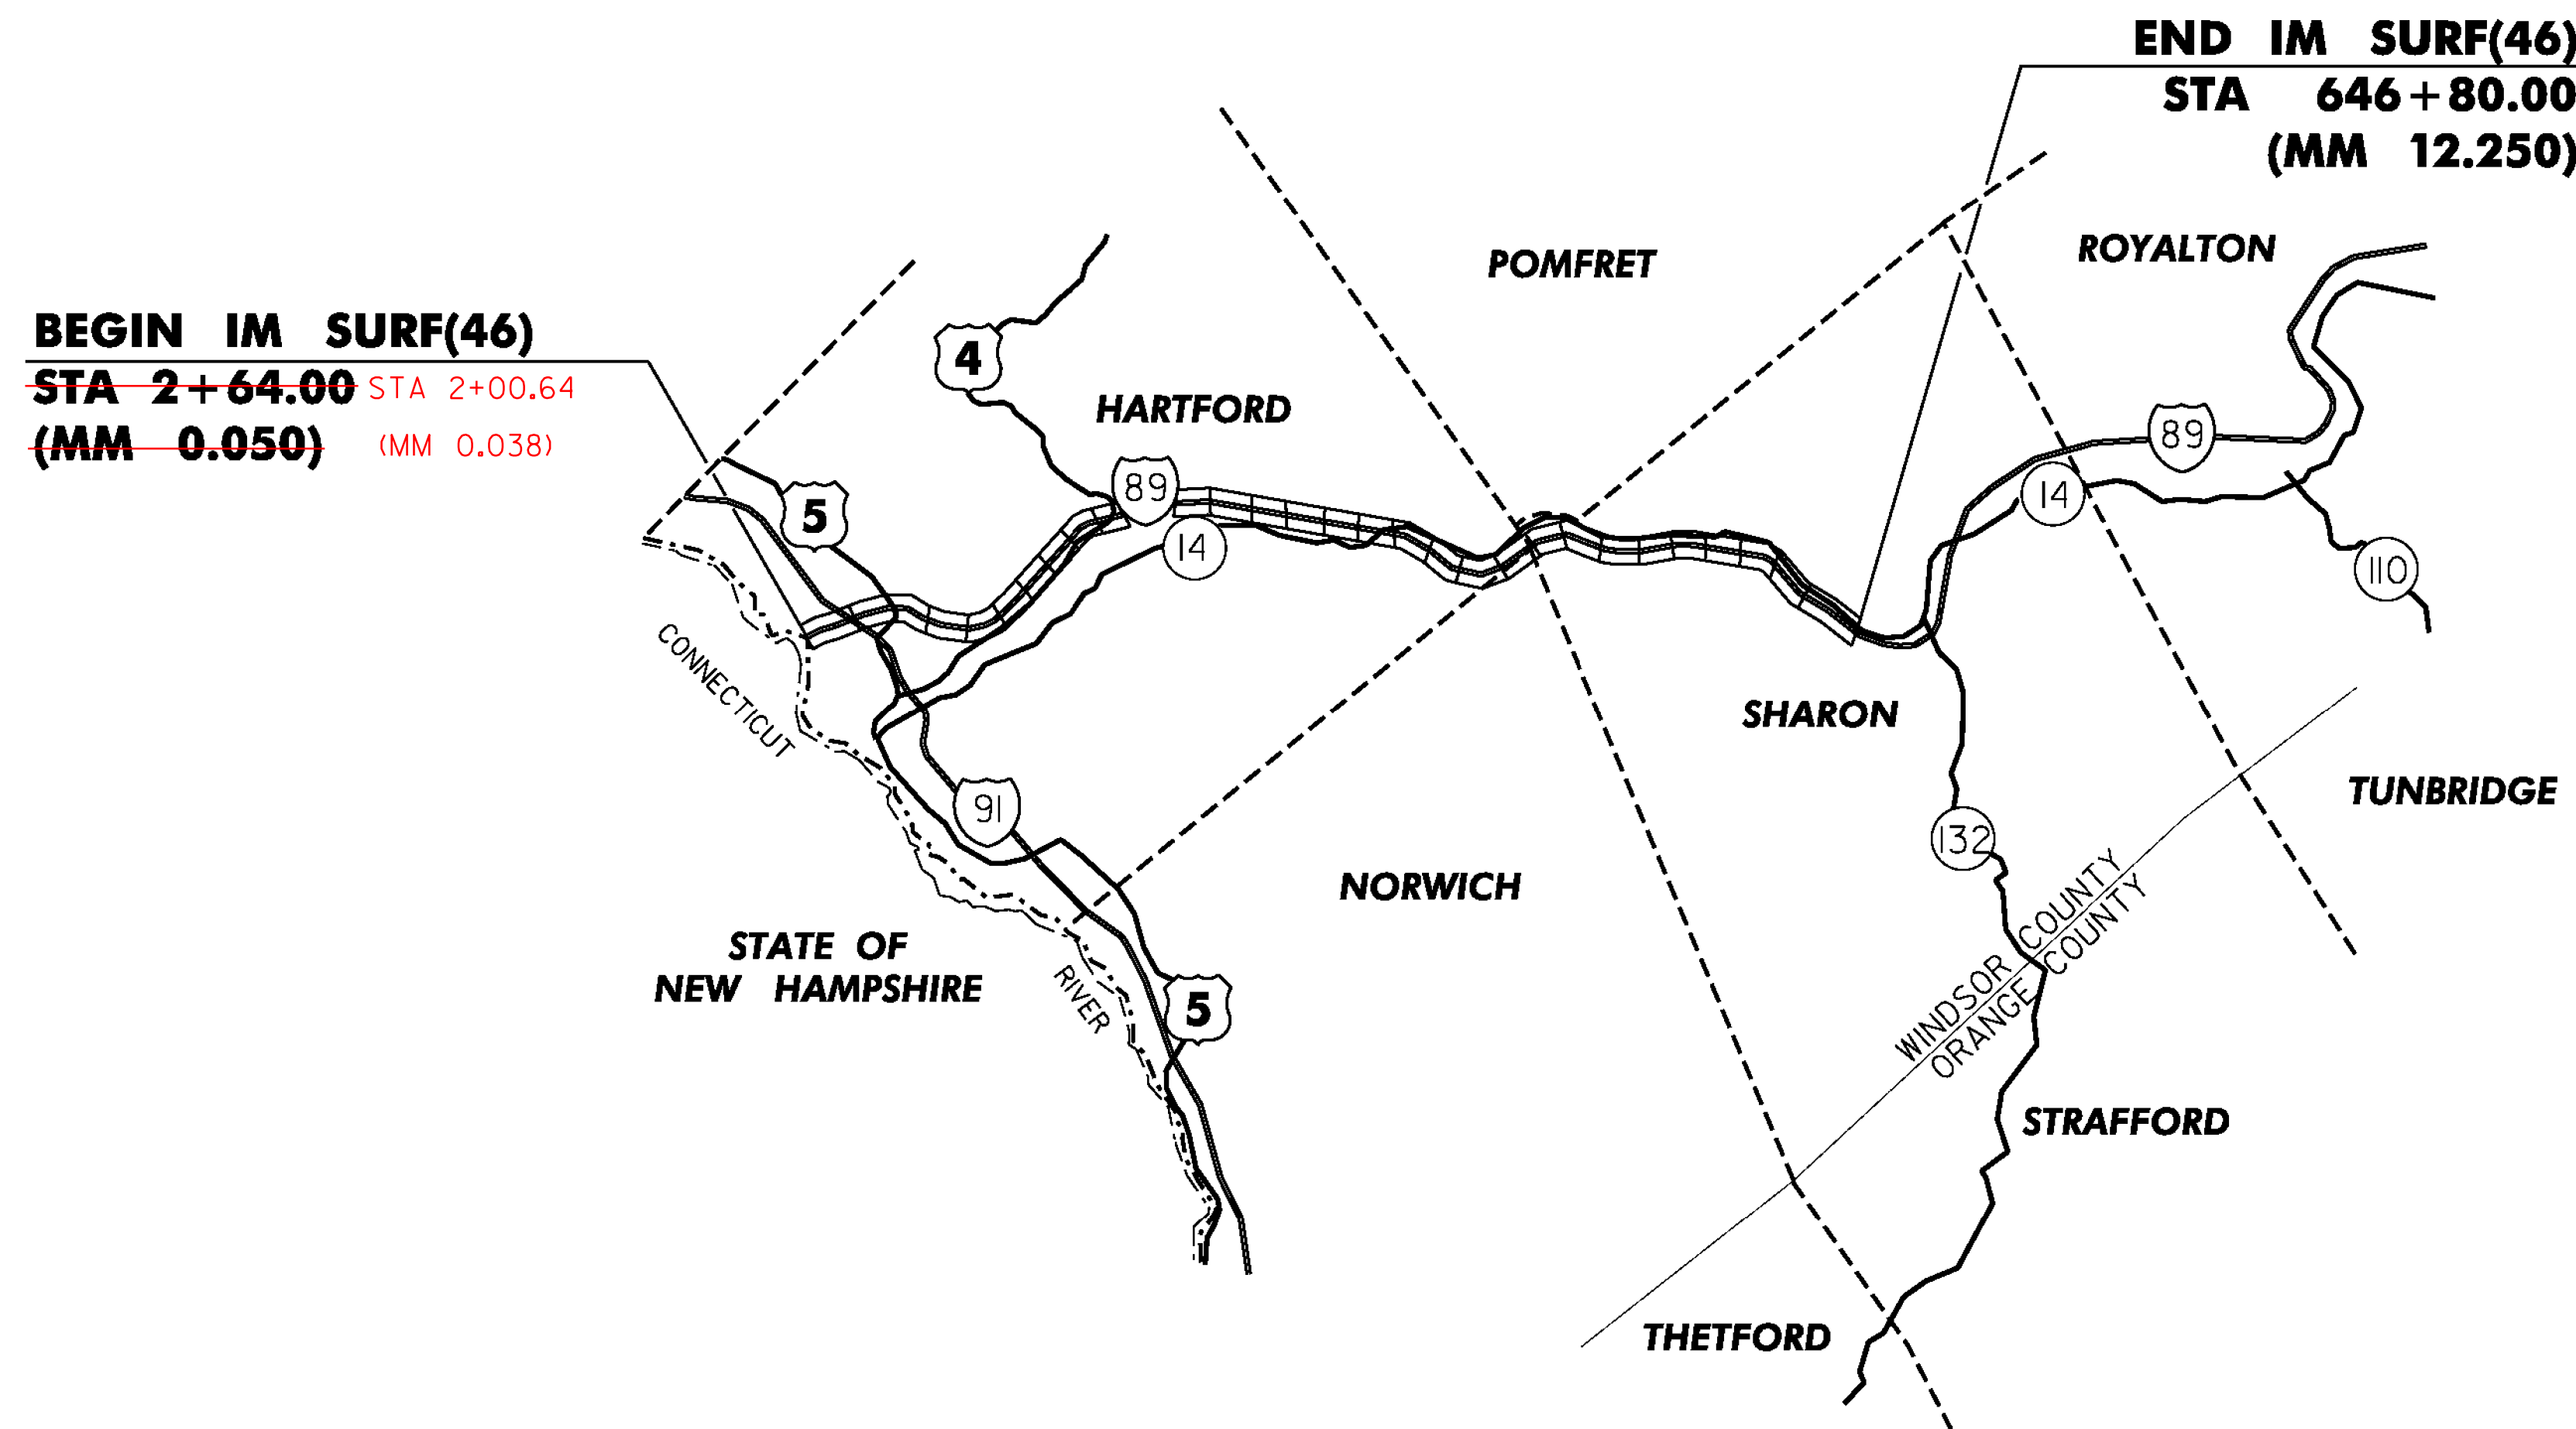 END IM SURF(46)
STA 646+80.00
(MM 12.250)
BEGIN IM SURF(46)
STA 2+64.00 STA 2+00.64
(MM 0.050) (MM 0.038)
POMFRET
ROYALTON
4
HARTFORD
89
89
5
14
14
110
CONNECTICUT
SHARON
TUNBRIDGE
91
132
NORWICH
WINDSOR COUNTY
ORANGE COUNTY
STATE OF
NEW HAMPSHIRE
RIVER
5
STRAFFORD
THETFORD